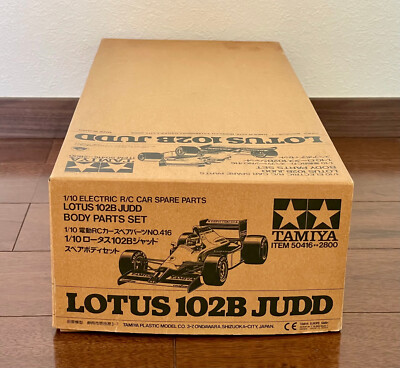 LOTUS 102B JUDD
1/10 ELECTRIC R/C CAR SPARE PARTS
LOTUS 102B JUDD
BODY PARTS SET
1/10 電動RCカースペアパーツNO.416
1/10 ロータス102Bジャッド
スペアボディセット
TAMIYA
ITEM 50416 2800
LOTUS 102B JUDD
TAMIYA PLASTIC MODEL CO. 3-7, ONDAWARA, SHIZUOKA-CITY, JAPAN.
CE